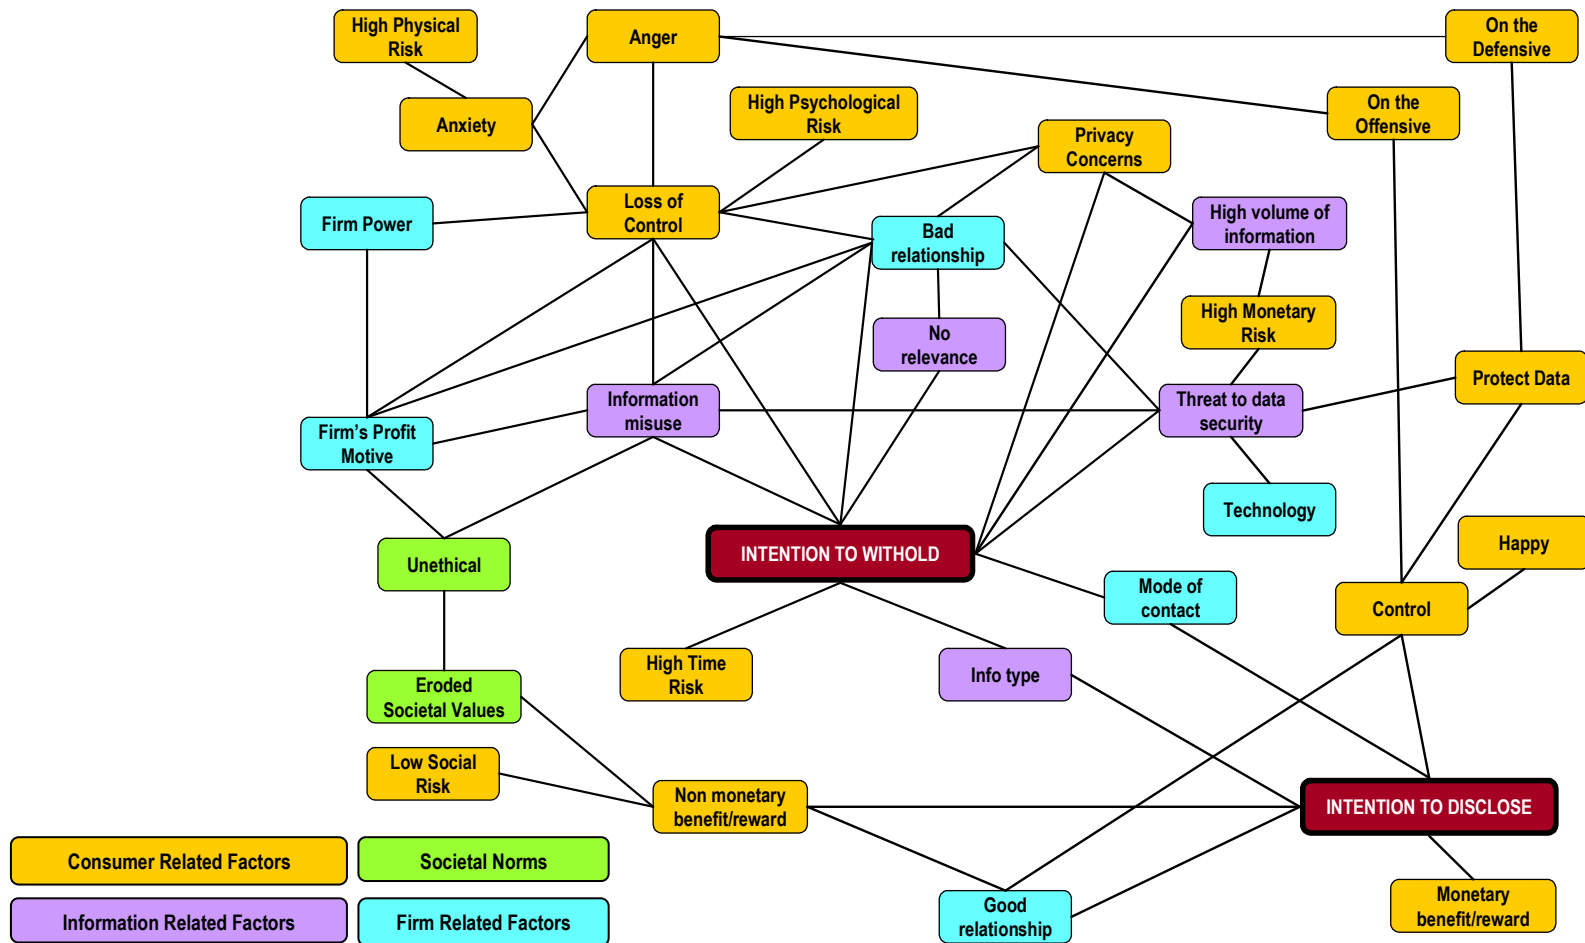 High Physical
Risk
Anger
On the
Defensive
Anxiety
High Psychological
Risk
On the
Offensive
Privacy
Concerns
Firm Power
Loss of
Control
Bad
relationship
High volume of
information
No
relevance
High Monetary
Risk
Protect Data
Firm's Profit
Motive
Information
misuse
Threat to data
security
Technology
Happy
Unethical
INTENTION TO WITHOLD
Mode of
contact
Control
High Time
Risk
Info type
Eroded
Societal Values
Low Social
Risk
Non monetary
benefit/reward
INTENTION TO DISCLOSE
Good
relationship
Monetary
benefit/reward
Consumer Related Factors
Societal Norms
Information Related Factors
Firm Related Factors